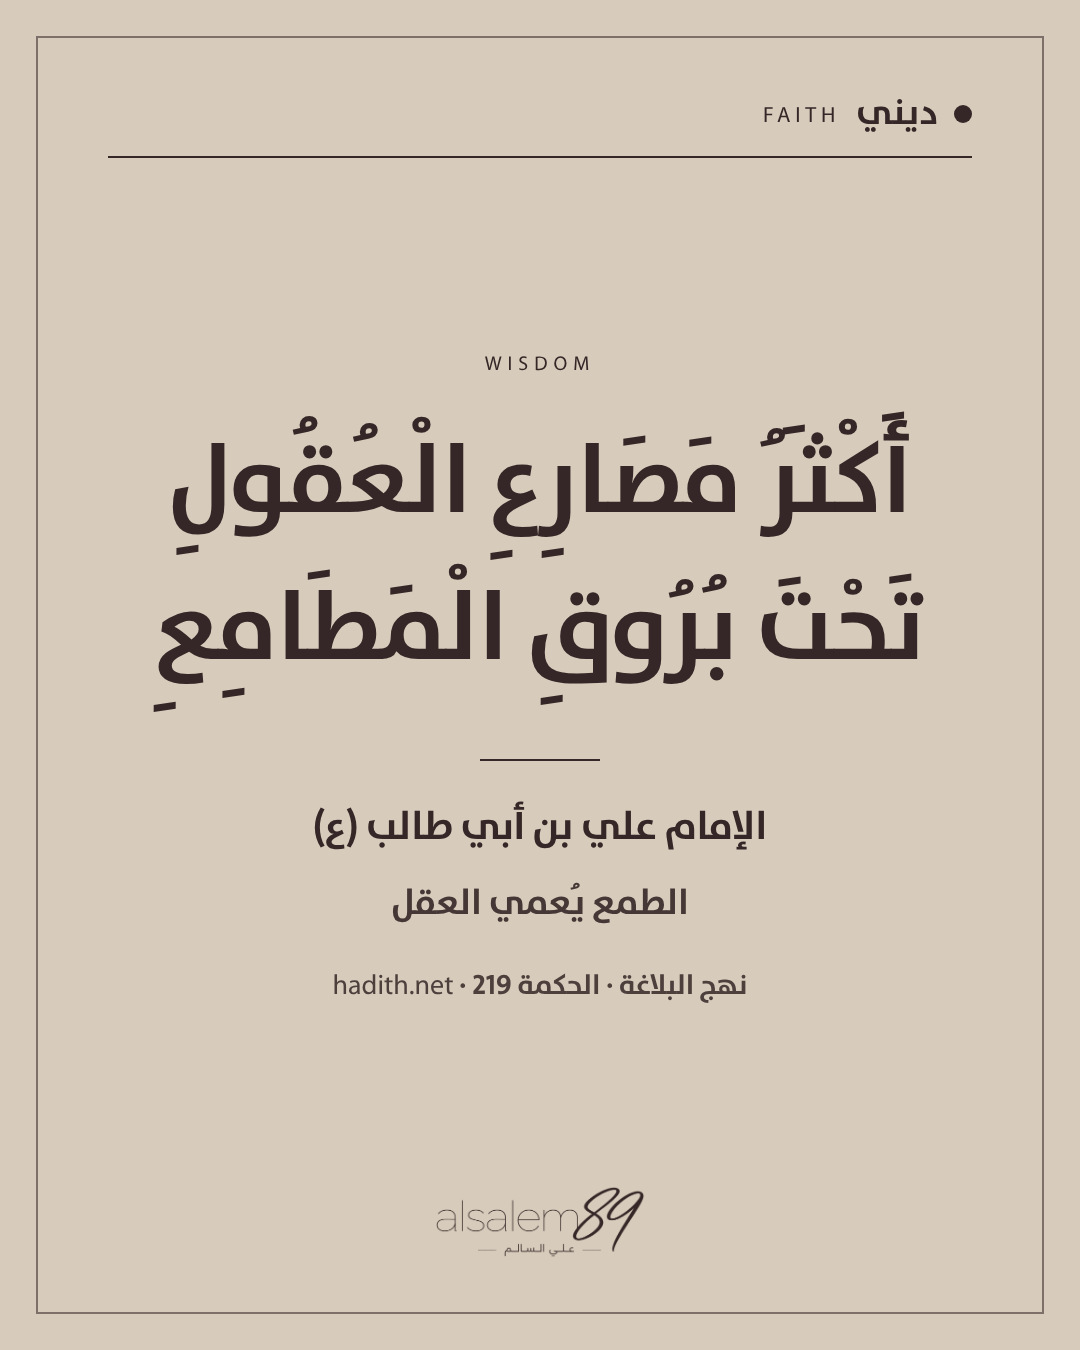 ديني FAITH
WISDOM
أَكْثَرُ مَصَارِعِ الْعُقُولِ
تَحْتَ بُرُوقِ الْمَطَامِعِ
الإمام علي بن أبي طالب (ع)
الطمع يُعمي العقل
نهج البلاغة · الحكمة 219 · hadith.net
alsalem89
علي السالم